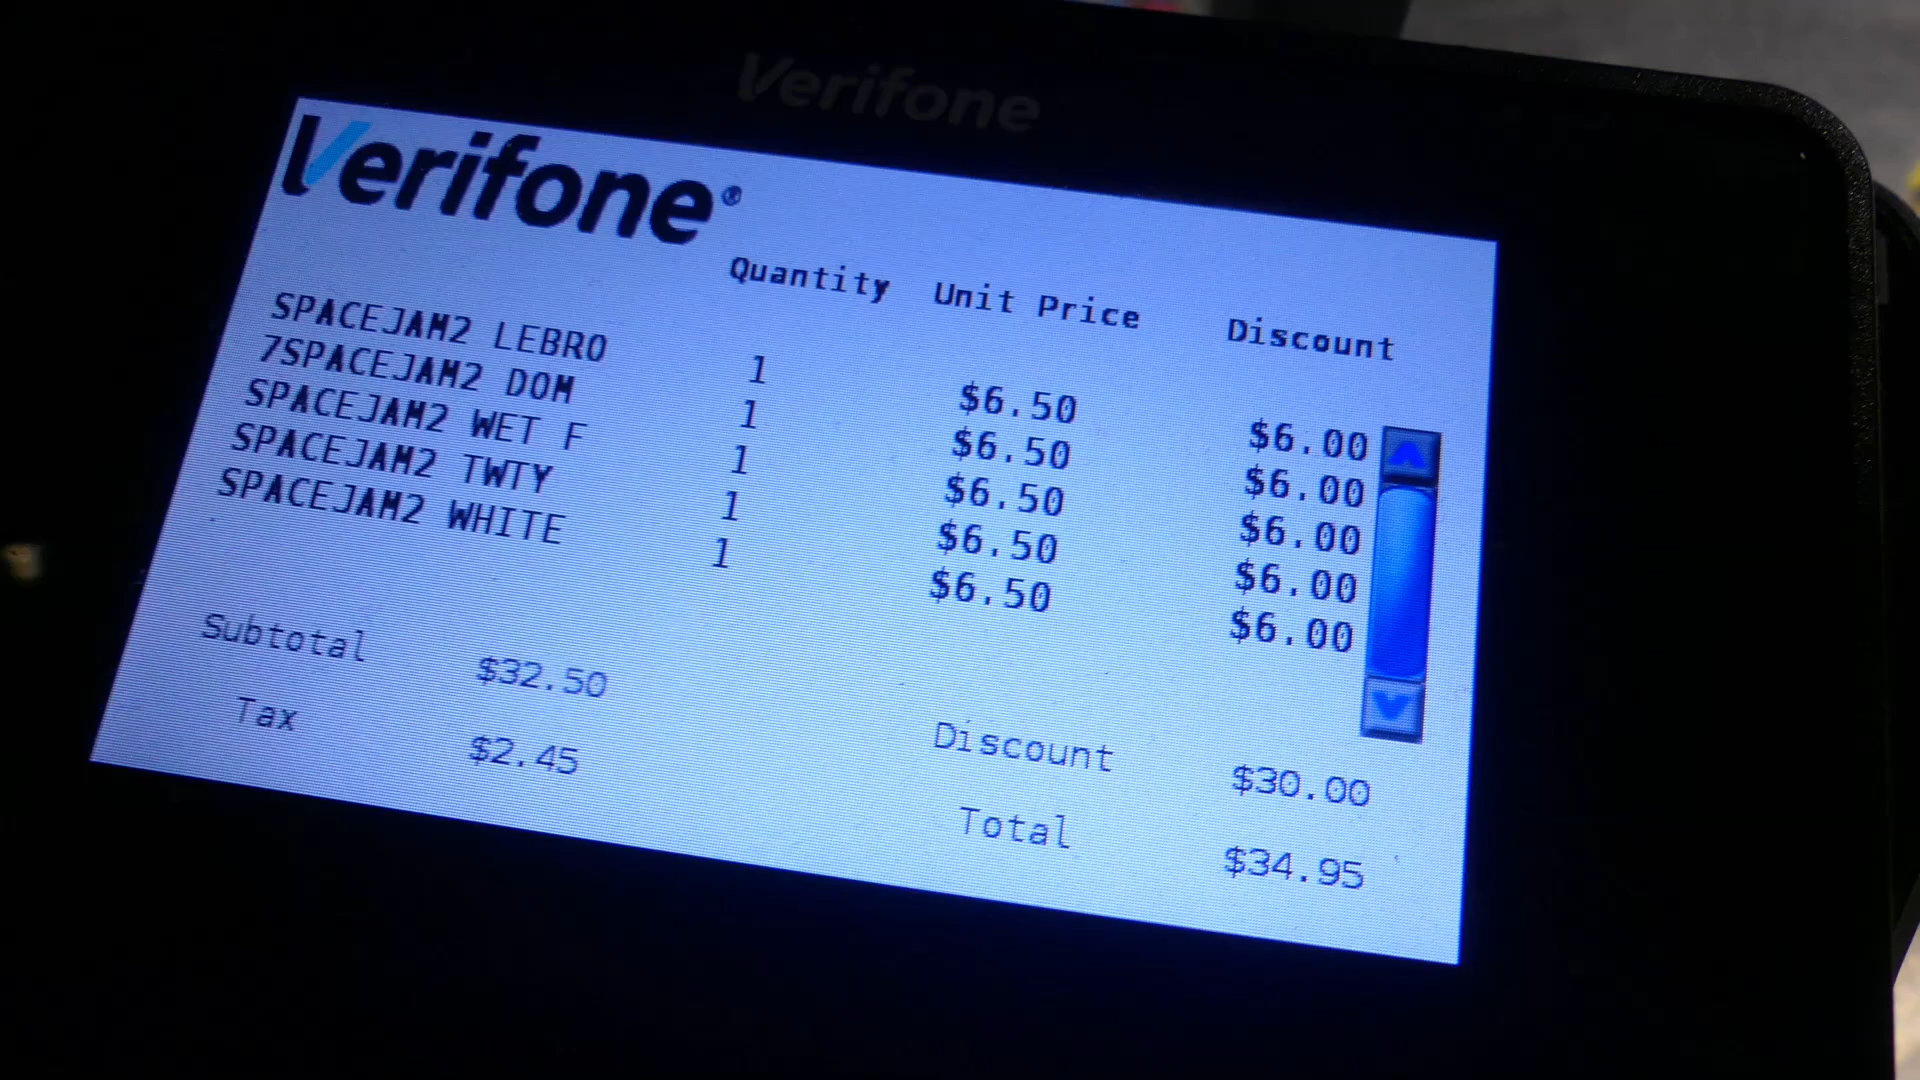 Verifone
Verifone®
Quantity Unit Price Discount
SPACEJAM2 LEBRO 1 $6.50 $6.00
7SPACEJAM2 DOM 1 $6.50 $6.00
SPACEJAM2 WET F 1 $6.50 $6.00
SPACEJAM2 TWTY 1 $6.50 $6.00
SPACEJAM2 WHITE 1 $6.50 $6.00
Subtotal $32.50 Discount $30.00
Tax $2.45 Total $34.95